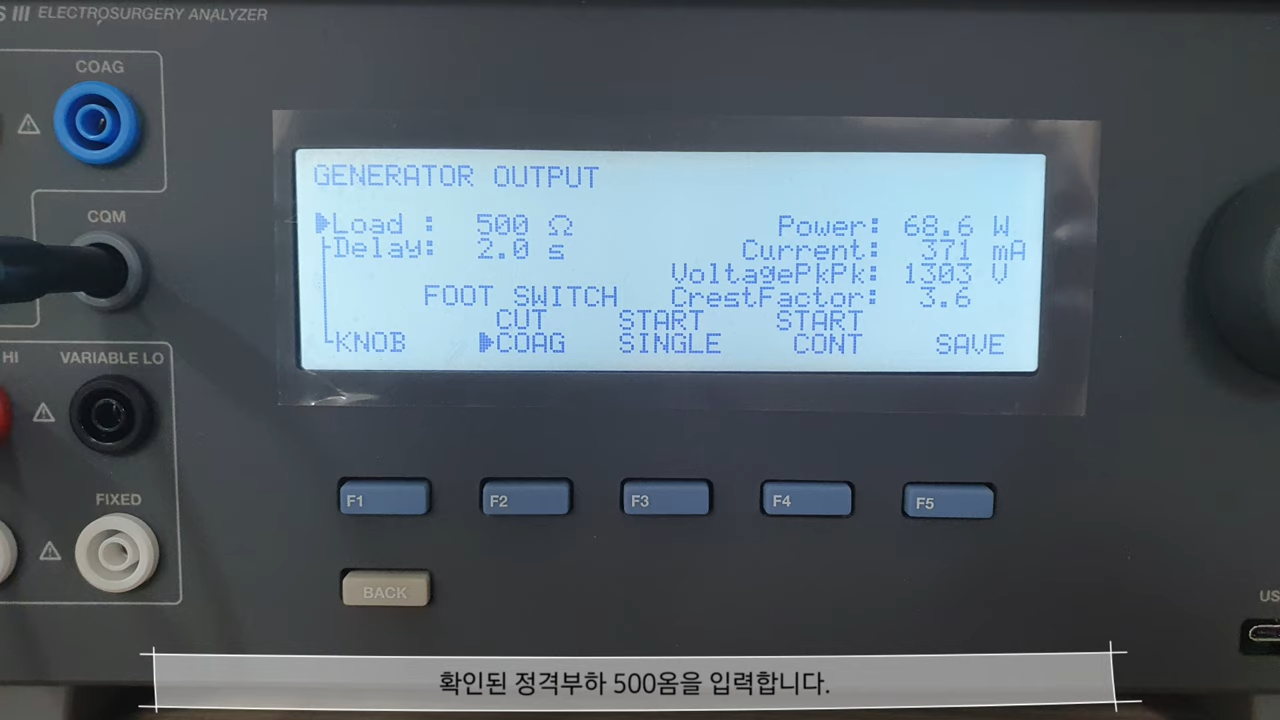 S III ELECTROSURGERY ANALYZER
COAG
CQM
HI VARIABLE LO
FIXED
GENERATOR OUTPUT
Load : 500 Ω Power: 68.6 W
Delay: 2.0 s Current: 371 mA
VoltagePkPk: 1303 V
FOOT SWITCH CrestFactor: 3.6
CUT START START
KNOB COAG SINGLE CONT SAVE
F1 F2 F3 F4 F5
BACK
US
확인된 정격부하 500옴을 입력합니다.